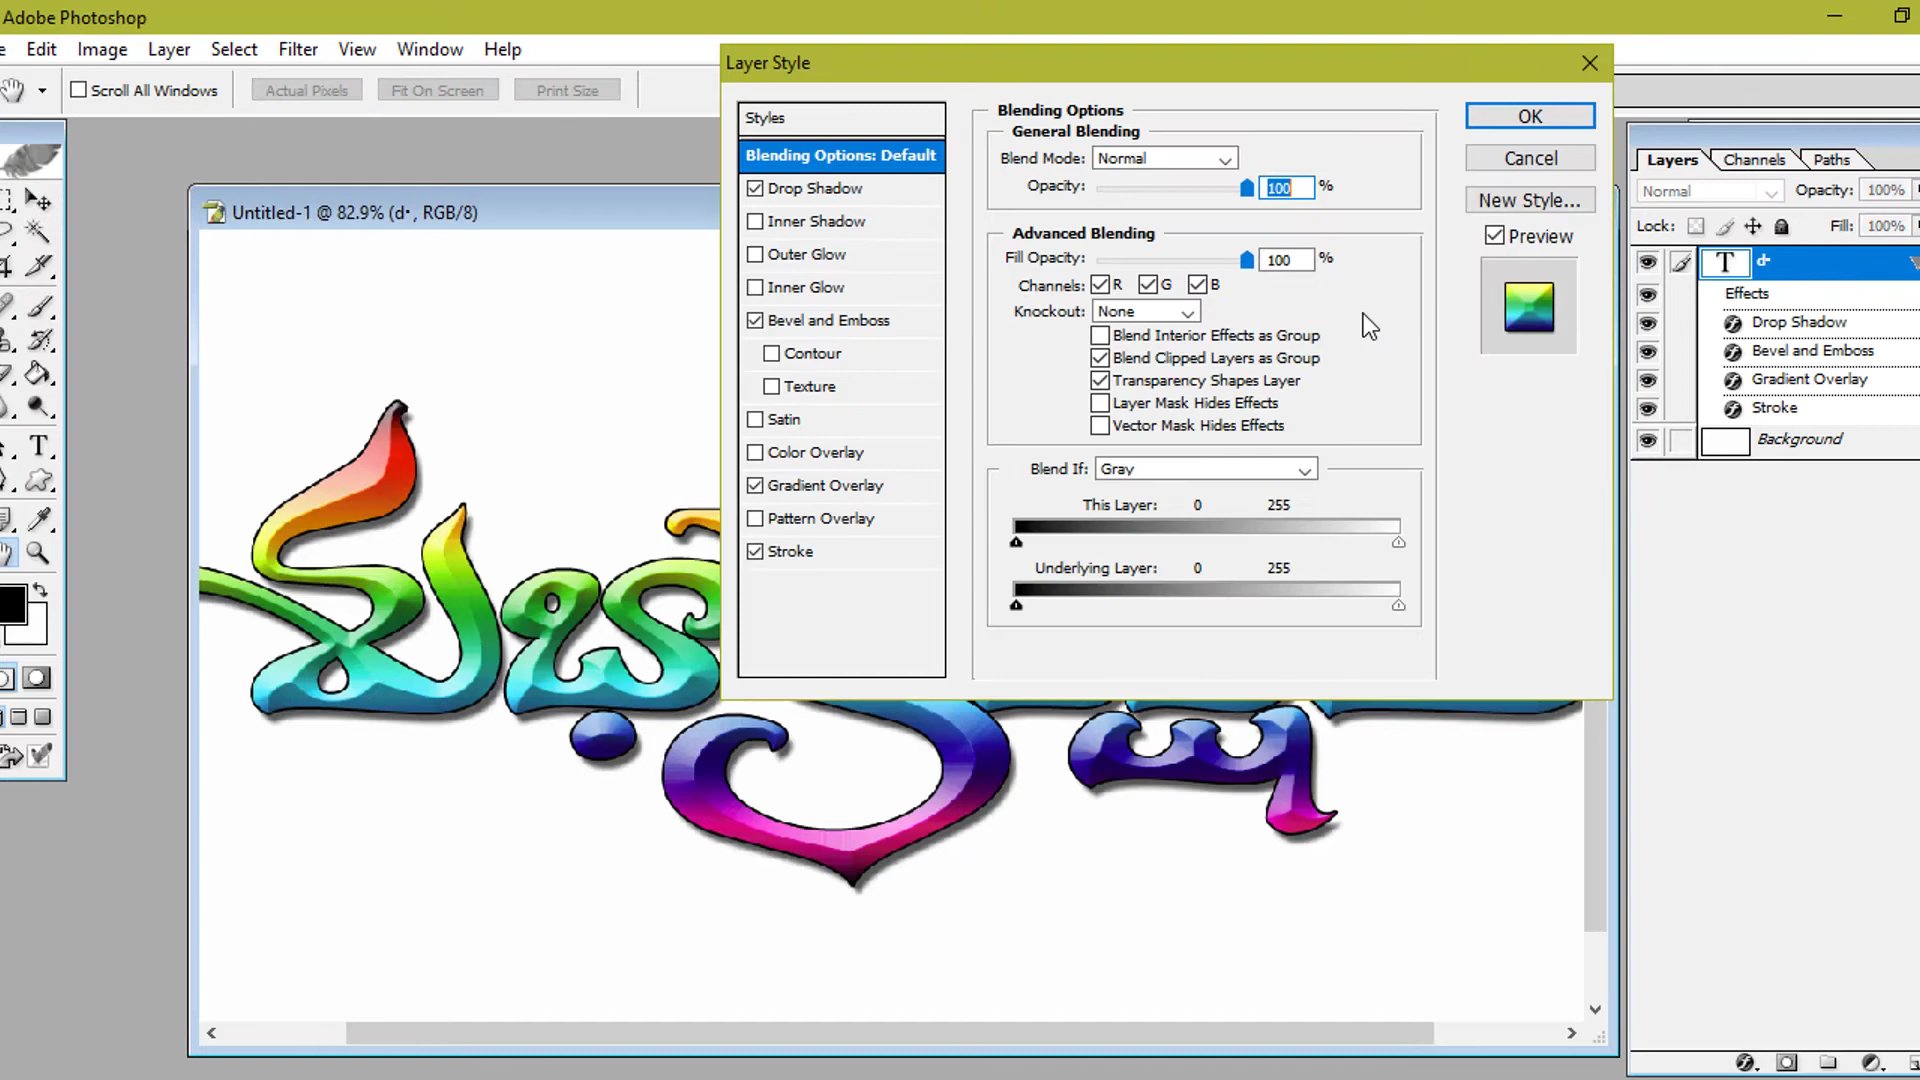 Adobe Photoshop
Edit Image Layer Select Filter View Window Help
Scroll All Windows Actual Pixels Fit On Screen Print Size
Untitled-1 @ 82.9% (d•, RGB/8)
Layer Style
Styles
Blending Options: Default
Drop Shadow
Inner Shadow
Outer Glow
Inner Glow
Bevel and Emboss
Contour
Texture
Satin
Color Overlay
Gradient Overlay
Pattern Overlay
Stroke
Blending Options
General Blending
Blend Mode: Normal
Opacity: 100 %
Advanced Blending
Fill Opacity: 100 %
Channels: R G B
Knockout: None
Blend Interior Effects as Group
Blend Clipped Layers as Group
Transparency Shapes Layer
Layer Mask Hides Effects
Vector Mask Hides Effects
Blend If: Gray
This Layer: 0 255
Underlying Layer: 0 255
OK
Cancel
New Style...
Preview
Layers Channels Paths
Normal Opacity: 100%
Lock: Fill: 100%
Effects
Drop Shadow
Bevel and Emboss
Gradient Overlay
Stroke
Background